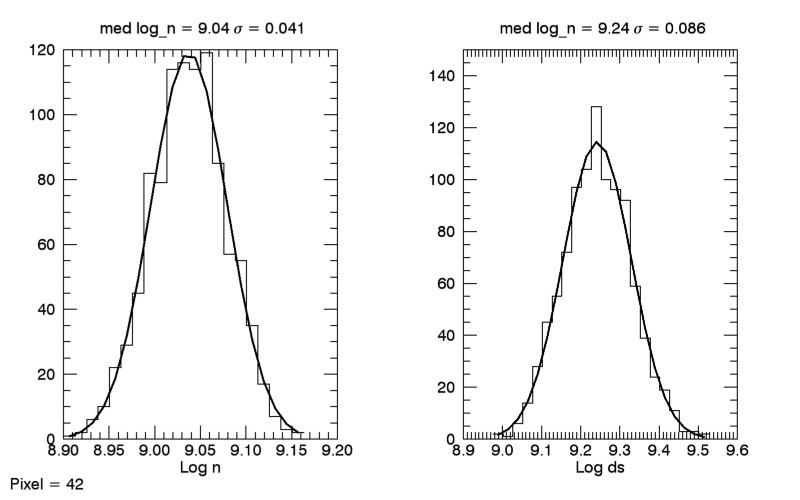 med log_n = 9.04 σ = 0.041
120
100
80
60
40
20
0
8.90 8.95 9.00 9.05 9.10 9.15 9.20
Log n
med log_n = 9.24 σ = 0.086
140
120
100
80
60
40
20
0
8.9 9.0 9.1 9.2 9.3 9.4 9.5 9.6
Log ds
Pixel = 42